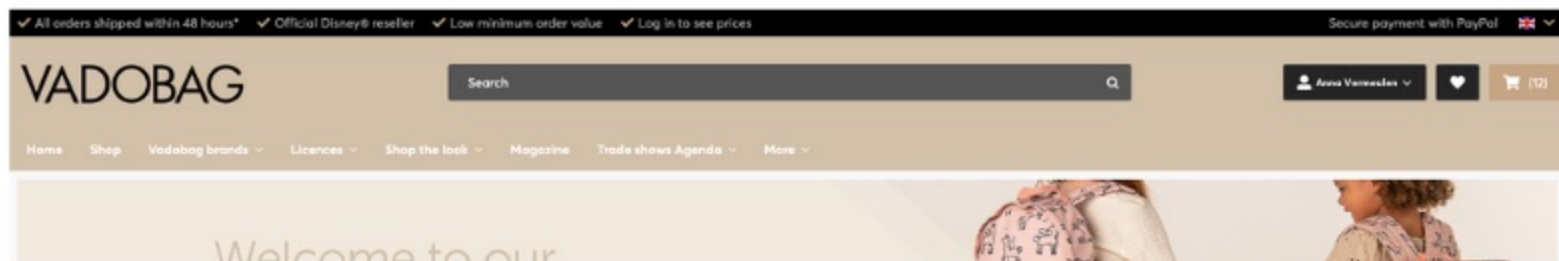 All orders shipped within 48 hours* Official Disney® reseller Low minimum order value Log in to see prices Secure payment with PayPal
VADOBAG Search Anna Vermeulen (12)
Home Shop Vadobag brands Licences Shop the look Magazine Trade shows Agenda More
Welcome to our